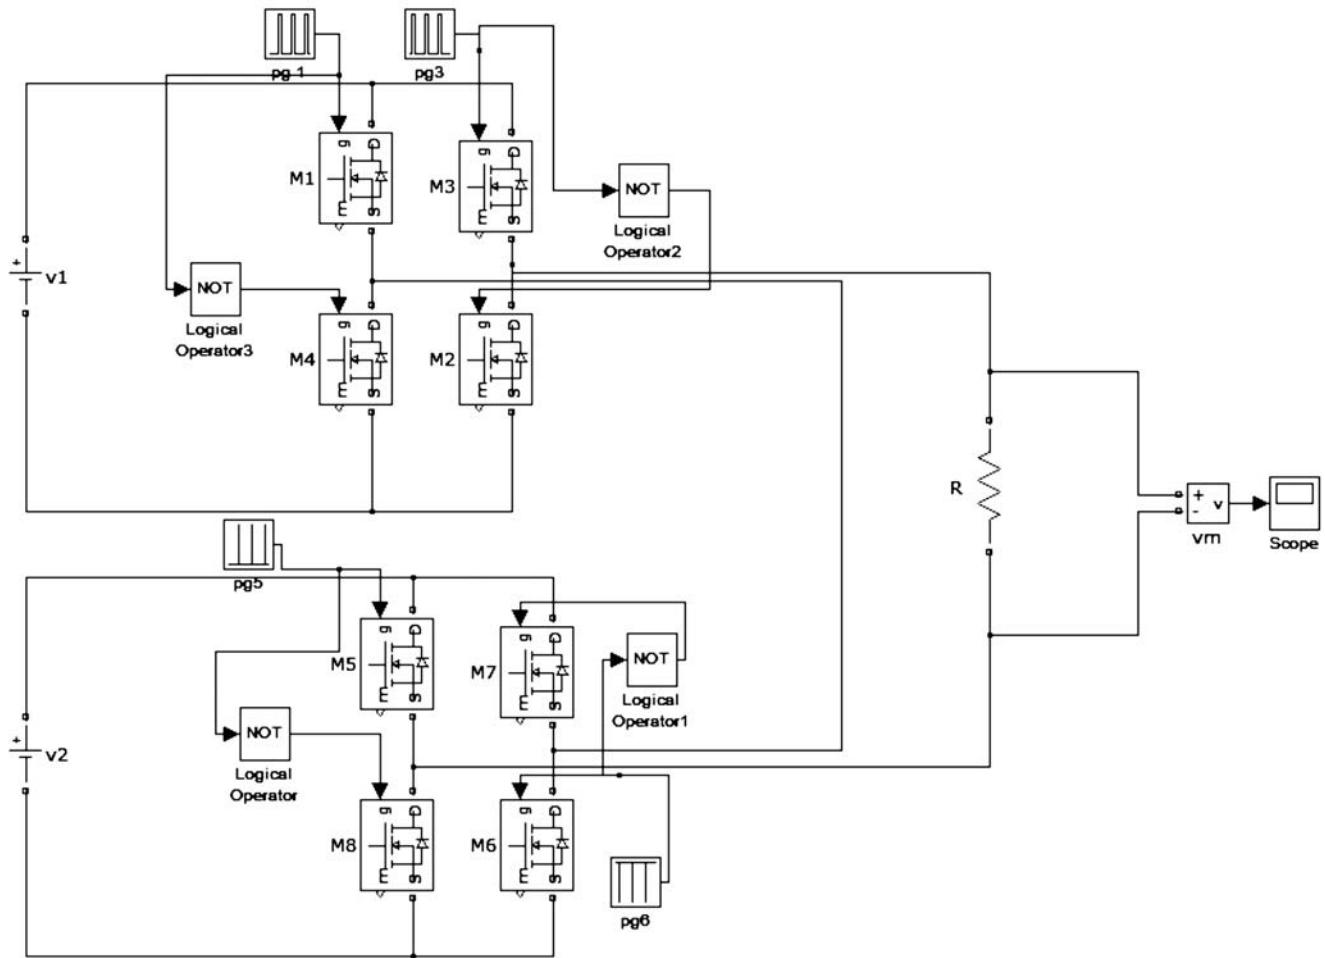 pg 1
pg3
g
D
M1
m
S
g
D
M3
m
S
NOT
Logical
Operator2
+
v1
NOT
Logical
Operator3
g
D
M4
m
S
g
D
M2
m
S
R
+
-
v
vm
Scope
pg5
g
D
M5
m
S
g
D
M7
m
S
NOT
Logical
Operator1
+
v2
NOT
Logical
Operator
g
D
M8
m
S
g
D
M6
m
S
pg6